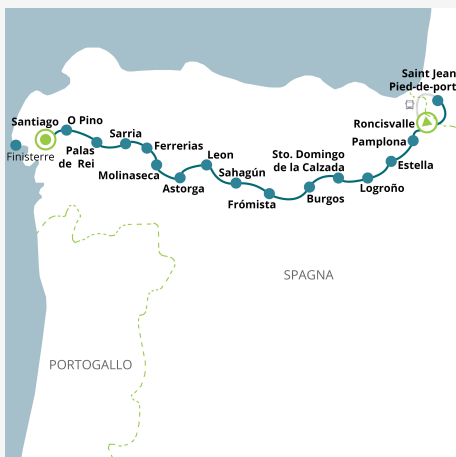 Saint Jean
Pied-de-port
Santiago
O Pino
Roncisvalle
Sarria
Pamplona
Ferrerias
Finisterre
Palas
de Rei
Leon
Sto. Domingo
de la Calzada
Estella
Molinaseca
Sahagún
Astorga
Logroño
Burgos
Frómista
SPAGNA
PORTOGALLO